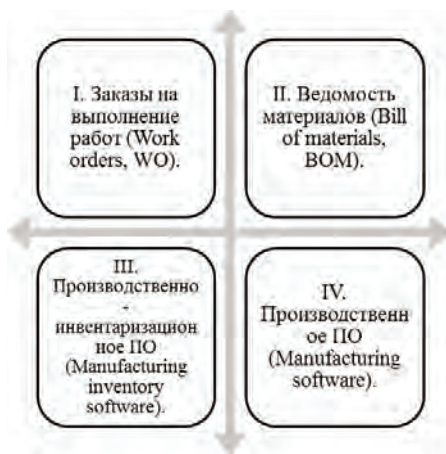 I. Заказы на
выполнение
работ (Work
orders, WO).
II. Ведомость
материалов (Bill
of materials,
BOM).
III.
Производственно
-
инвентаризацион
ное ПО
(Manufacturing
inventory
software).
IV.
Производственн
ое ПО
(Manufacturing
software).